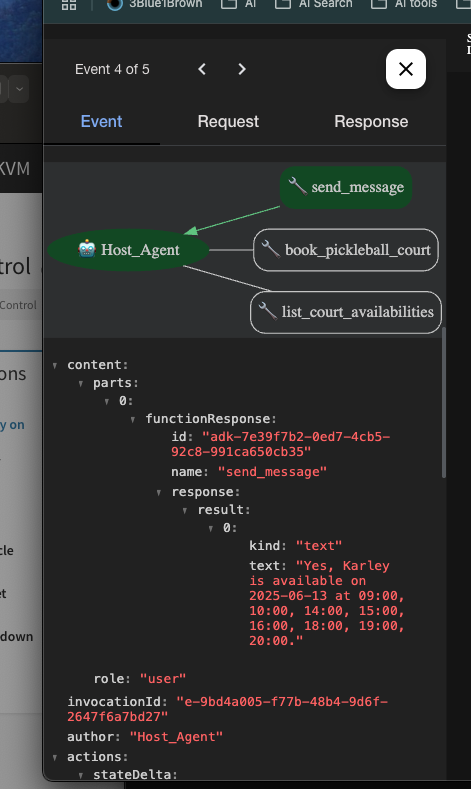 3Blue1Brown
AI
AI Search
AI tools
Event 4 of 5
Event
Request
Response
KVM
send_message
Host_Agent
book_pickleball_court
list_court_availabilities
Control
content:
parts:
0:
functionResponse:
id: "adk-7e39f7b2-0ed7-4cb5-
92c8-991ca650cb35"
name: "send_message"
response:
result:
0:
kind: "text"
text: "Yes, Karley
is available on
2025-06-13 at 09:00,
10:00, 14:00, 15:00,
16:00, 18:00, 19:00,
20:00."
role: "user"
invocationId: "e-9bd4a005-f77b-48b4-9d6f-
2647f6a7bd27"
author: "Host_Agent"
actions:
stateDelta:
trol
ons
y on
cle
et
down